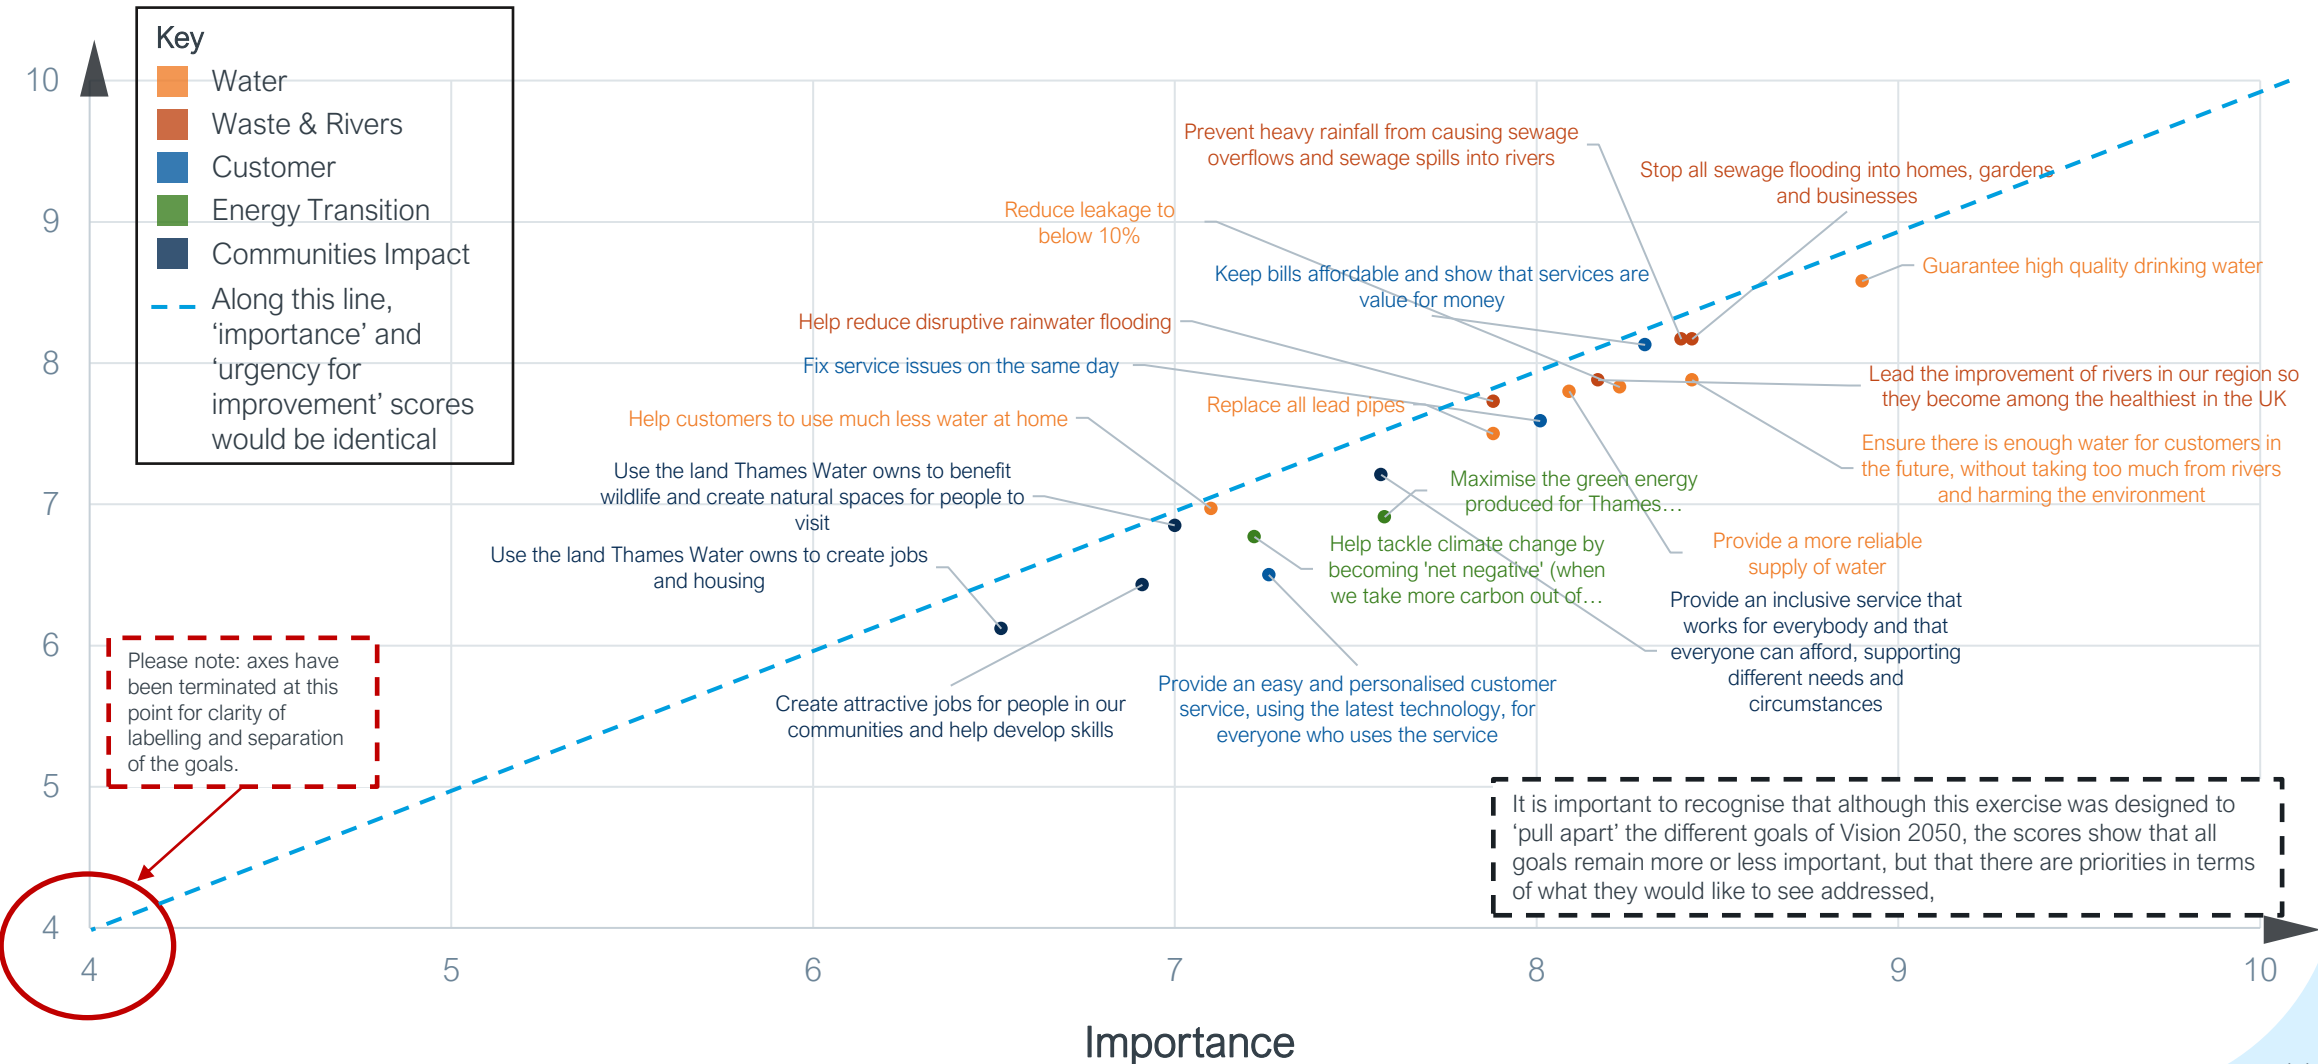 Key
Water
Waste & Rivers
Customer
Energy Transition
Communities Impact
Along this line,
‘importance’ and
‘urgency for
improvement’ scores
would be identical
10
9
8
7
6
5
4
Prevent heavy rainfall from causing sewage
overflows and sewage spills into rivers
Stop all sewage flooding into homes, gardens
and businesses
Reduce leakage to
below 10%
Guarantee high quality drinking water
Keep bills affordable and show that services are
value for money
Help reduce disruptive rainwater flooding
Fix service issues on the same day
Lead the improvement of rivers in our region so
they become among the healthiest in the UK
Replace all lead pipes
Help customers to use much less water at home
Ensure there is enough water for customers in
the future, without taking too much from rivers
and harming the environment
Use the land Thames Water owns to benefit
wildlife and create natural spaces for people to
visit
Maximise the green energy
produced for Thames…
Provide a more reliable
supply of water
Help tackle climate change by
becoming 'net negative' (when
we take more carbon out of…
Use the land Thames Water owns to create jobs
and housing
Provide an inclusive service that
works for everybody and that
everyone can afford, supporting
different needs and
circumstances
Create attractive jobs for people in our
communities and help develop skills
Provide an easy and personalised customer
service, using the latest technology, for
everyone who uses the service
Please note: axes have
been terminated at this
point for clarity of
labelling and separation
of the goals.
It is important to recognise that although this exercise was designed to
‘pull apart’ the different goals of Vision 2050, the scores show that all
goals remain more or less important, but that there are priorities in terms
of what they would like to see addressed,
4 5 6 7 8 9 10
Importance